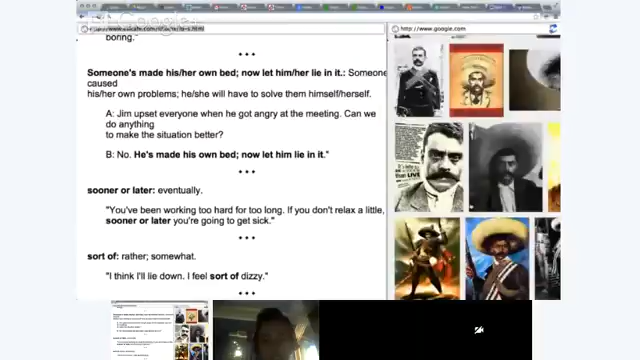 http://www.google.com
boring.
• • •
Someone's made his/her own bed; now let him/her lie in it.: Someone
caused
his/her own problems; he/she will have to solve them himself/herself.
A: Jim upset everyone when he got angry at the meeting. Can we
do anything
to make the situation better?
B: No. He's made his own bed; now let him lie in it."
• • •
sooner or later: eventually.
"You've been working too hard for too long. If you don't relax a little,
sooner or later you're going to get sick."
• • •
sort of: rather; somewhat.
"I think I'll lie down. I feel sort of dizzy."
• • •